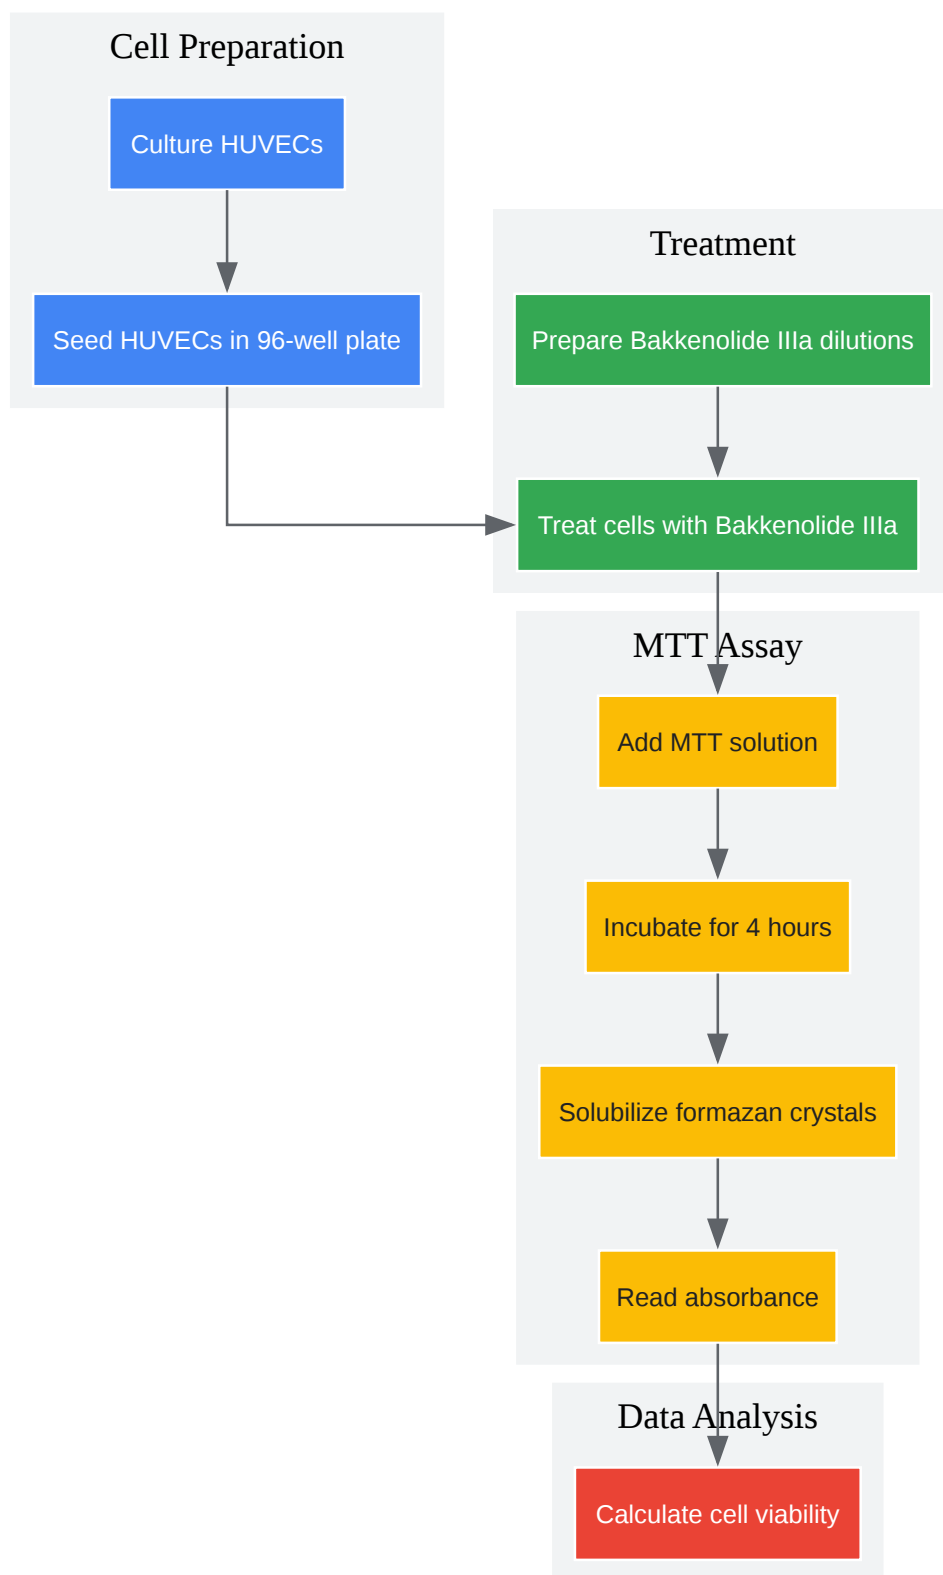 Cell Preparation
Culture HUVECs
Seed HUVECs in 96-well plate
Treatment
Prepare Bakkenolide IIIa dilutions
Treat cells with Bakkenolide IIIa
MTT Assay
Add MTT solution
Incubate for 4 hours
Solubilize formazan crystals
Read absorbance
Data Analysis
Calculate cell viability